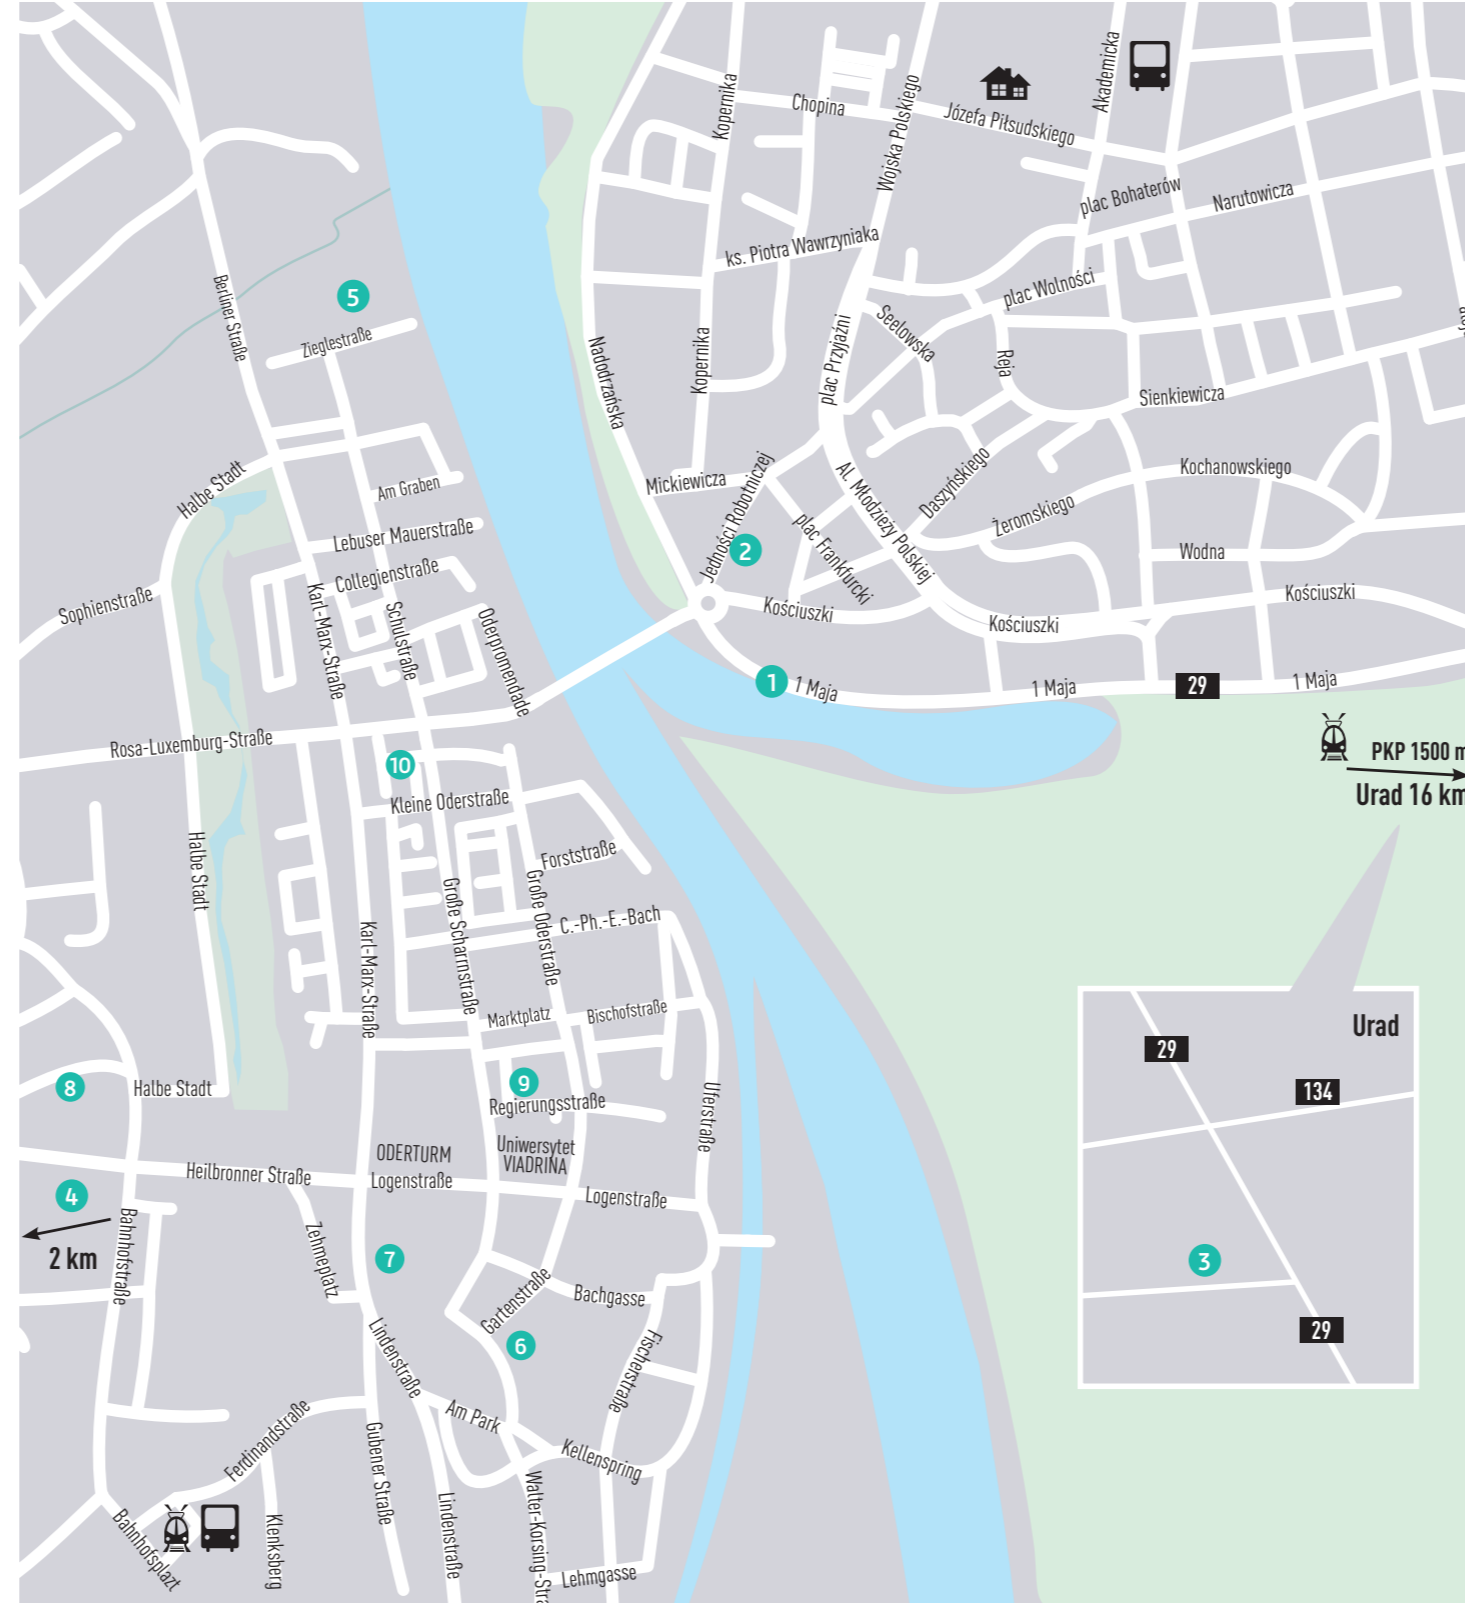 Kopernika
Chopina
Wojska Polskiego
Józefa Piłsudskiego
Akademicka
plac Bohaterów
Narutowicza
ks. Piotra Wawrzyniaka
plac Wolności
Berliner Straße
5
Zieglestraße
Nadodrzańska
Kopernika
plac Przyjaźni
Seelowska
Reja
Sienkiewicza
Halbe Stadt
Am Graben
Lebuser Mauerstraße
Collegienstraße
Sophienstraße
Karl-Marx-Straße
Schulstraße
Oderpromendade
Mickiewicza
Jedności Robotniczej
2
plac Frankfurcki
Al. Młodzieży Polskiej
Daszyńskiego
Żeromskiego
Kochanowskiego
Wodna
Kościuszki
Kościuszki
Kościuszki
1
1 Maja
1 Maja
29
1 Maja
PKP 1500 m
Urad 16 km
Rosa-Luxemburg-Straße
10
Kleine Oderstraße
Halbe Stadt
Forststraße
Große Oderstraße
Große Scharrnstraße
C.-Ph.-E.-Bach
Karl-Marx-Straße
Marktplatz
Bischofstraße
Urad
29
134
3
29
8
Halbe Stadt
9
Regierungsstraße
Uferstraße
ODERTURM
Uniwersytet
VIADRINA
Heilbronner Straße
Logenstraße
Logenstraße
4
2 km
Bahnhofstraße
Zehmeplatz
7
Gartenstraße
Bachgasse
6
Fischerstraße
Lindenstraße
Am Park
Kellenspring
Ferdinandstraße
Gubener Straße
Lindenstraße
Walter-Korsing-Stra
Bahnhofsplazt
Klenksberg
Lehmgasse